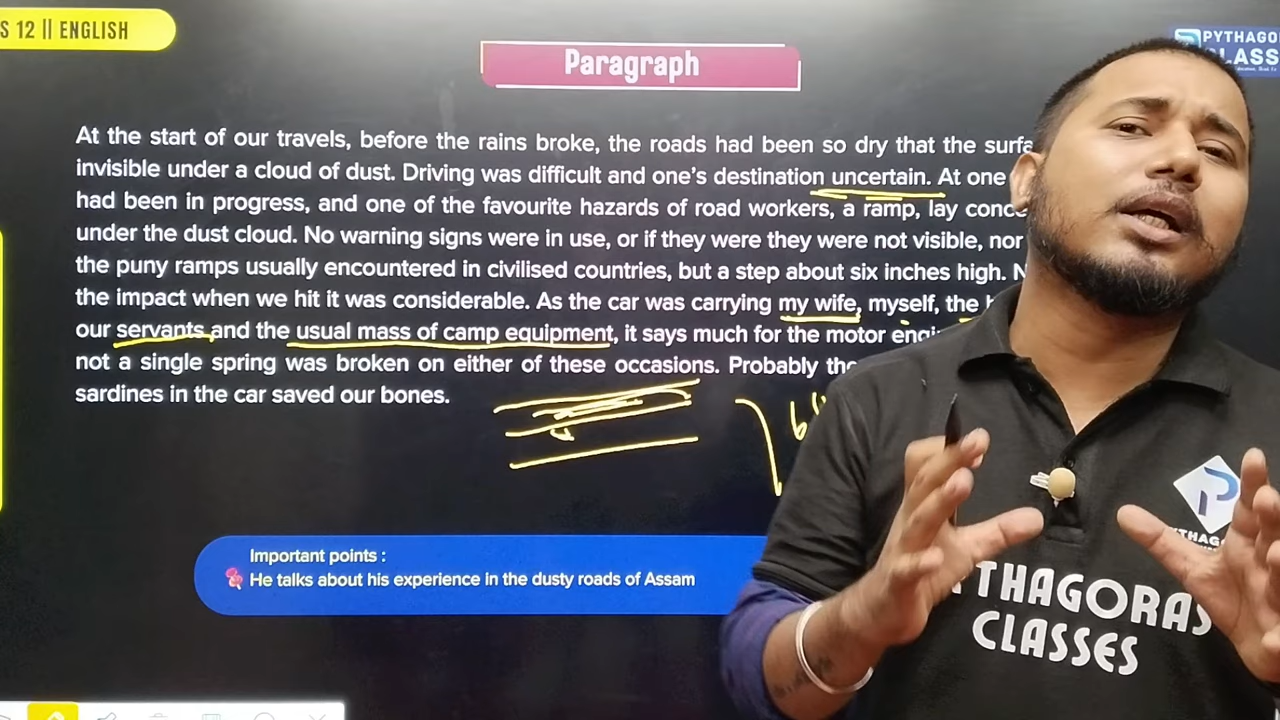 S 12 || ENGLISH
Paragraph
PYTHAGO
CLASS
At the start of our travels, before the rains broke, the roads had been so dry that the surfa
invisible under a cloud of dust. Driving was difficult and one's destination uncertain. At one
had been in progress, and one of the favourite hazards of road workers, a ramp, lay conce
under the dust cloud. No warning signs were in use, or if they were they were not visible, nor
the puny ramps usually encountered in civilised countries, but a step about six inches high. N
the impact when we hit it was considerable. As the car was carrying my wife, myself, the
our servants and the usual mass of camp equipment, it says much for the motor eng
not a single spring was broken on either of these occasions. Probably the
sardines in the car saved our bones.
Important points :
He talks about his experience in the dusty roads of Assam
P
YTHAGORAS
CLASSES